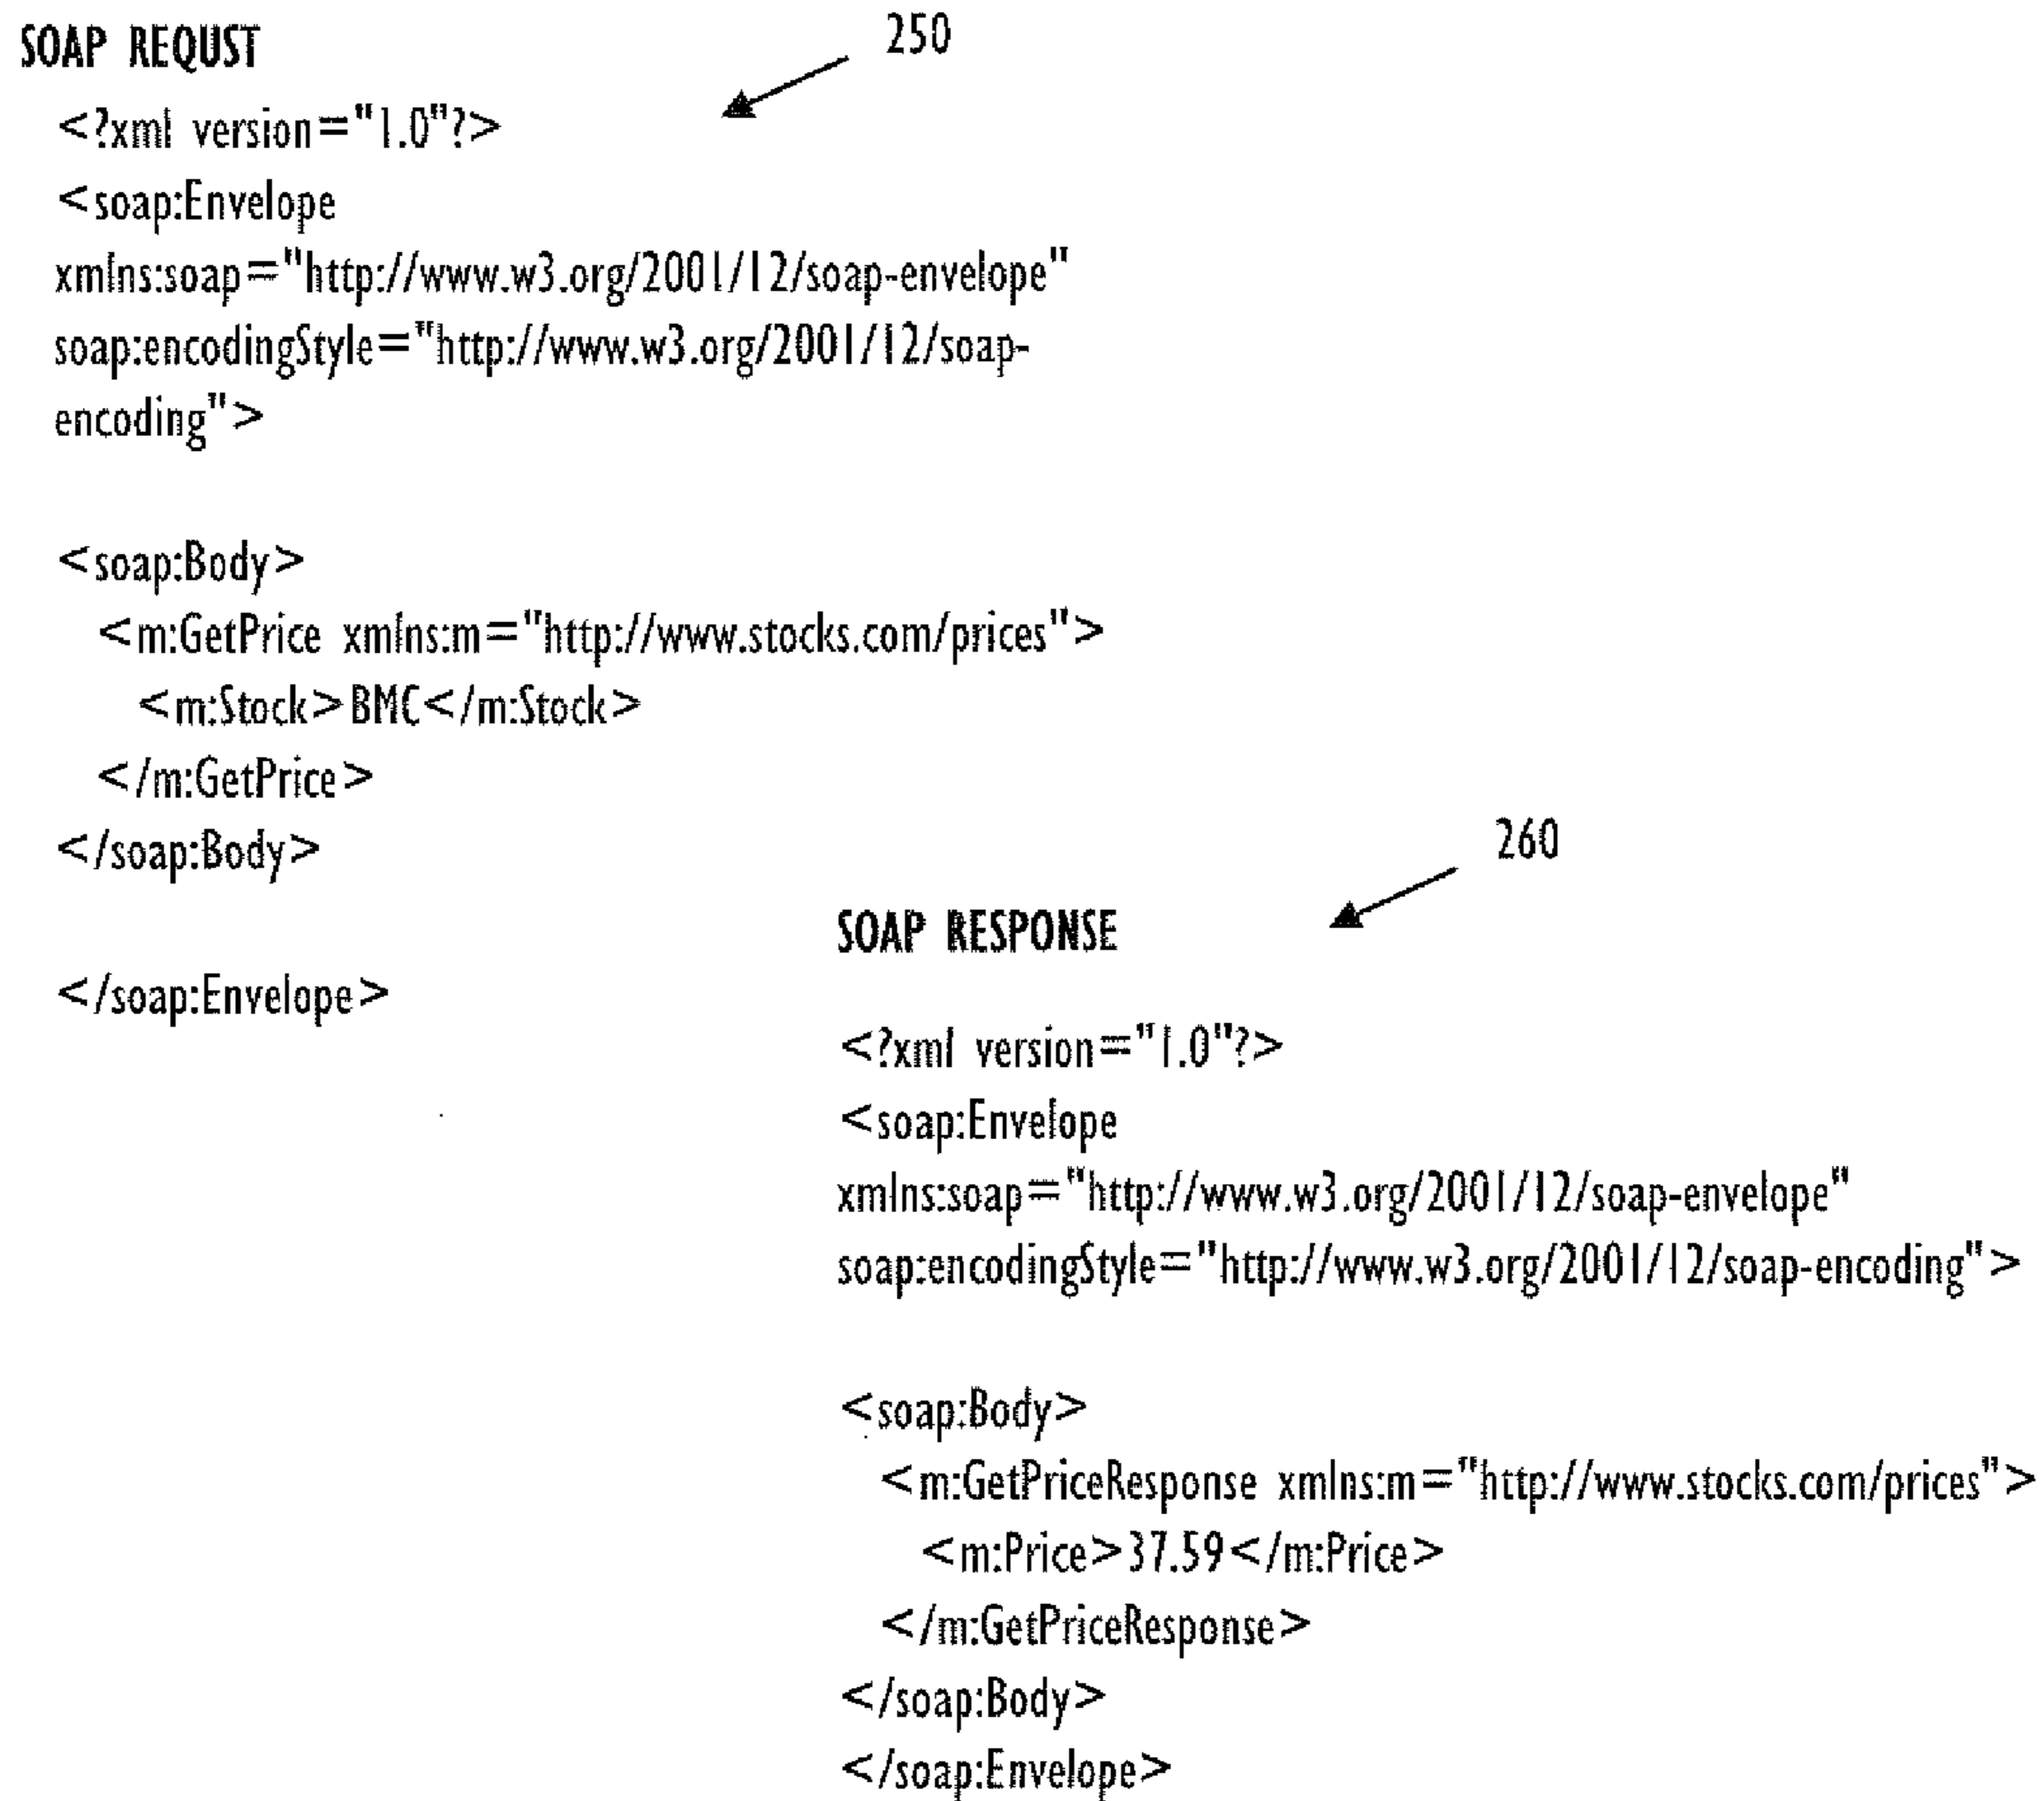 SOAP REQUST
250
<?xml version="1.0"?>
<soap:Envelope
xmlns:soap="http://www.w3.org/2001/12/soap-envelope"
soap:encodingStyle="http://www.w3.org/2001/12/soap-
encoding">
<soap:Body>
<m:GetPrice xmlns:m="http://www.stocks.com/prices">
<m:Stock>BMC</m:Stock>
</m:GetPrice>
</soap:Body>
</soap:Envelope>
260
SOAP RESPONSE
<?xml version="1.0"?>
<soap:Envelope
xmlns:soap="http://www.w3.org/2001/12/soap-envelope"
soap:encodingStyle="http://www.w3.org/2001/12/soap-encoding">
<soap:Body>
<m:GetPriceResponse xmlns:m="http://www.stocks.com/prices">
<m:Price>37.59</m:Price>
</m:GetPriceResponse>
</soap:Body>
</soap:Envelope>